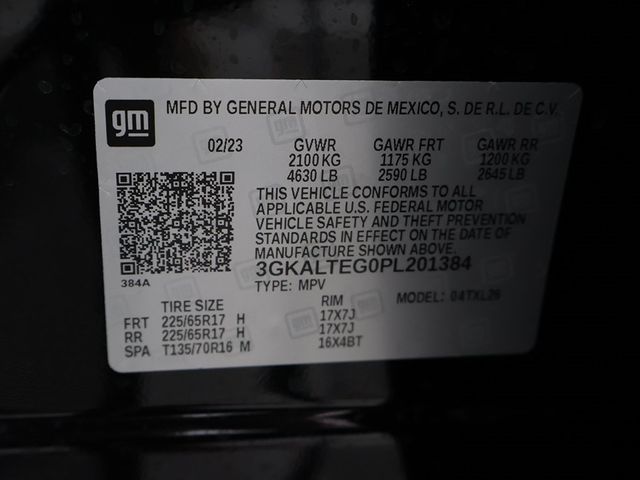 gm
MFD BY GENERAL MOTORS DE MEXICO, S. DE R.L. DE C.V.
02/23 GVWR GAWR FRT GAWR RR
2100 KG 1175 KG 1200 KG
4630 LB 2590 LB 2645 LB
THIS VEHICLE CONFORMS TO ALL
APPLICABLE U.S. FEDERAL MOTOR
VEHICLE SAFETY AND THEFT PREVENTION
STANDARDS IN EFFECT ON THE DATE OF
MANUFACTURE SHOWN ABOVE.
384A
3GKALTEG0PL201384
TYPE: MPV
TIRE SIZE RIM MODEL: 04TXL26
FRT 225/65R17 H 17X7J
RR 225/65R17 H 17X7J
SPA T135/70R16 M 16X4BT